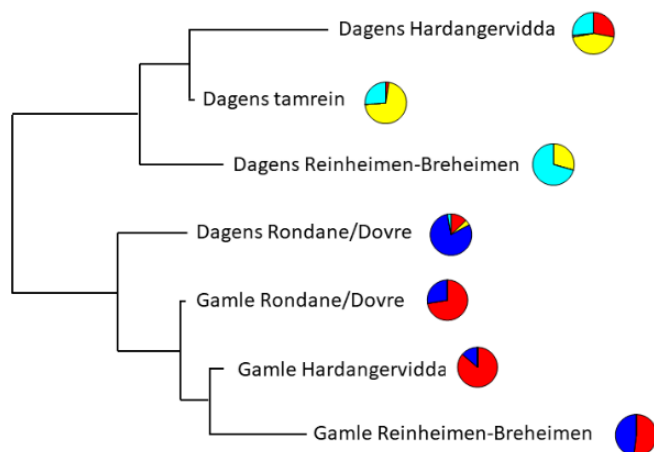 Dagens Hardangervidda
Dagens tamrein
Dagens Reinheimen-Breheimen
Dagens Rondane/Dovre
Gamle Rondane/Dovre
Gamle Hardangervidda
Gamle Reinheimen-Breheimen